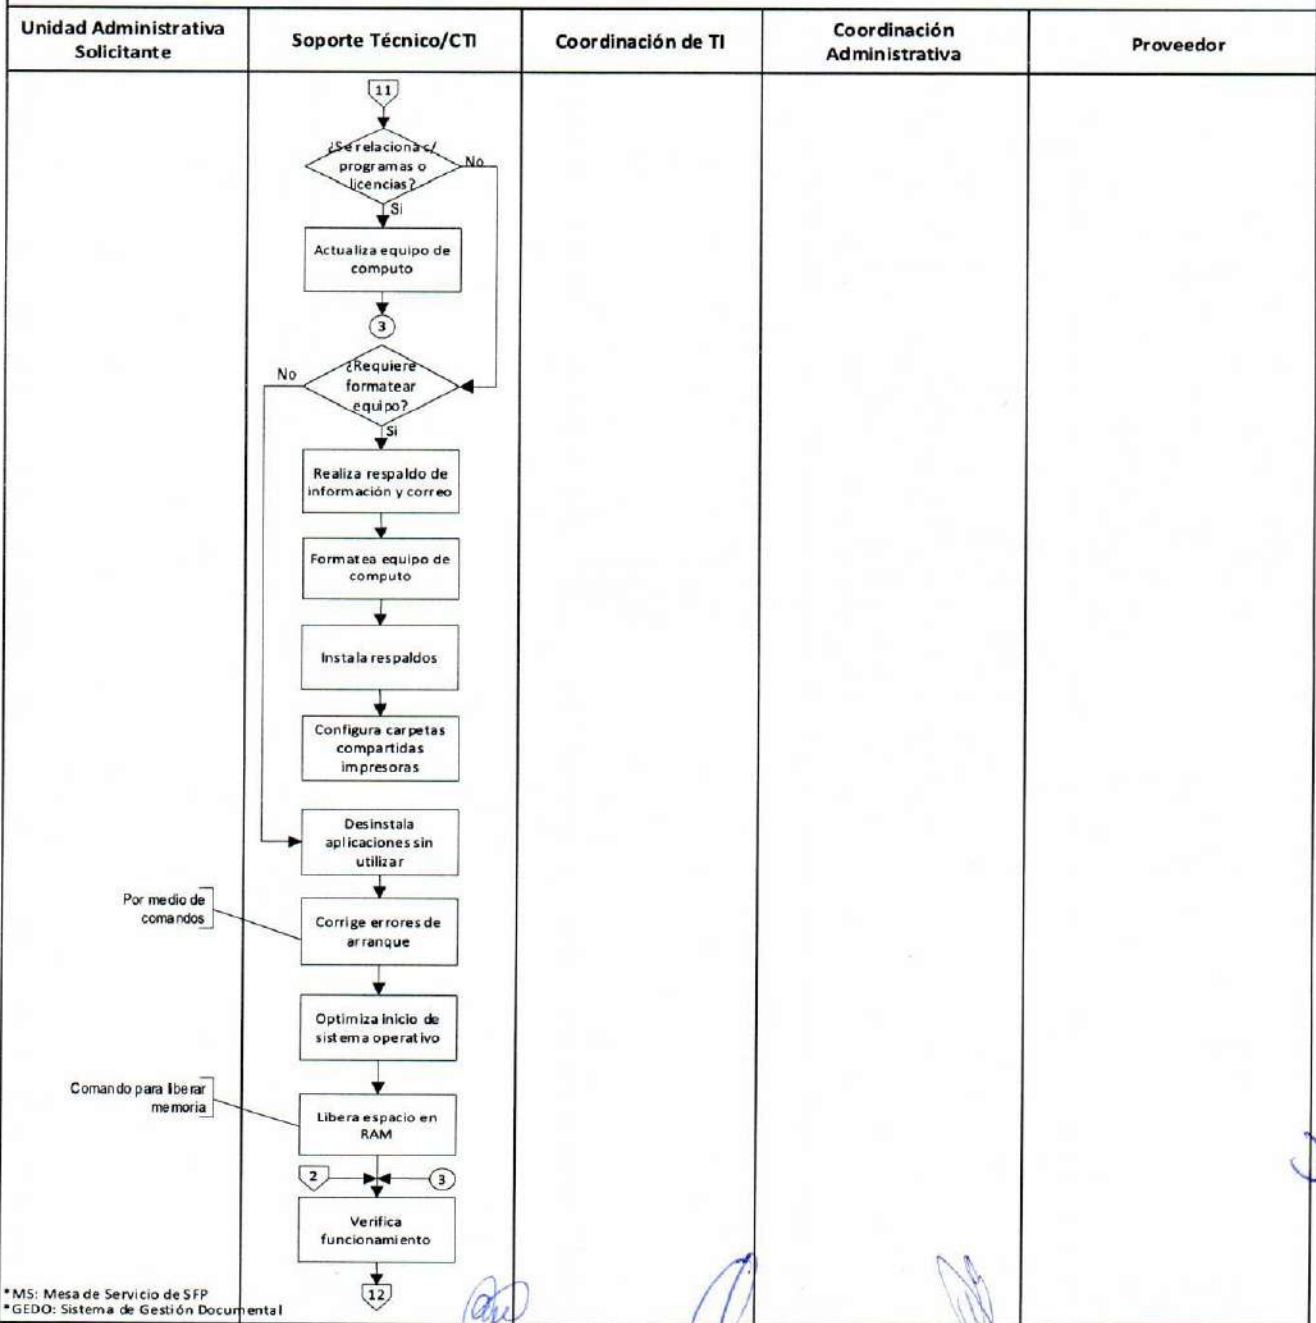 Unidad Administrativa
Solicitante
Soporte Técnico/CTI
Coordinación de TI
Coordinación
Administrativa
Proveedor
11
¿Se relaciona c/
programas o
licencias?
No
Si
Actualiza equipo de
computo
3
¿Requiere
formatear
equipo?
No
Si
Realiza respaldo de
información y correo
Formatea equipo de
computo
Instala respaldos
Configura carpetas
compartidas
impresoras
Desinstala
aplicaciones sin
utilizar
Por medio de
comandos
Corrige errores de
arranque
Optimiza inicio de
sistema operativo
Comando para liberar
memoria
Libera espacio en
RAM
2
3
Verifica
funcionamiento
12
*MS: Mesa de Servicio de SFP
*GEDO: Sistema de Gestión Documental